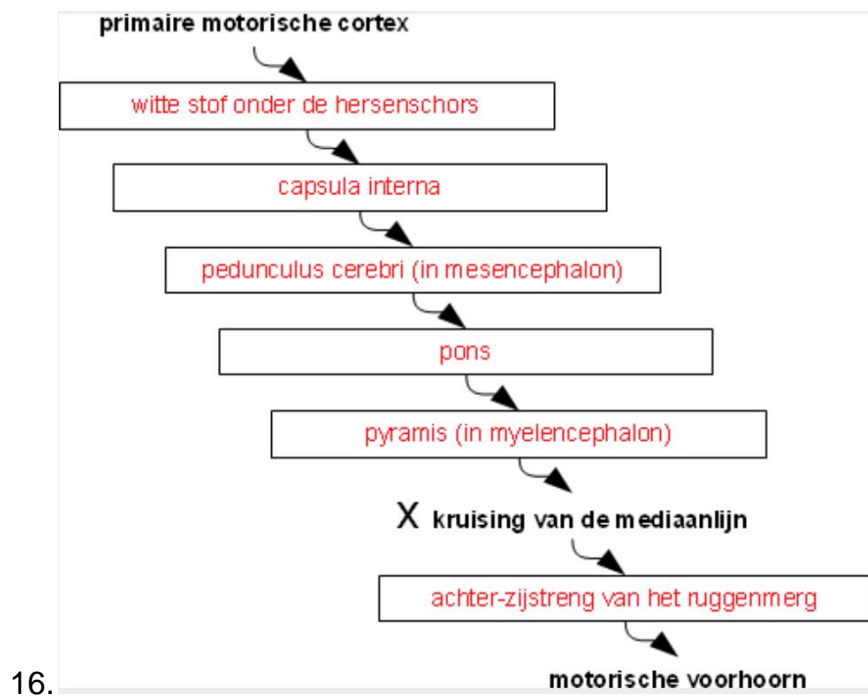 primaire motorische cortex
witte stof onder de hersenschors
capsula interna
pedunculus cerebri (in mesencephalon)
pons
pyramis (in myelencephalon)
X kruising van de mediaanlijn
achter-zijstreng van het ruggenmerg
16. motorische voorhoorn